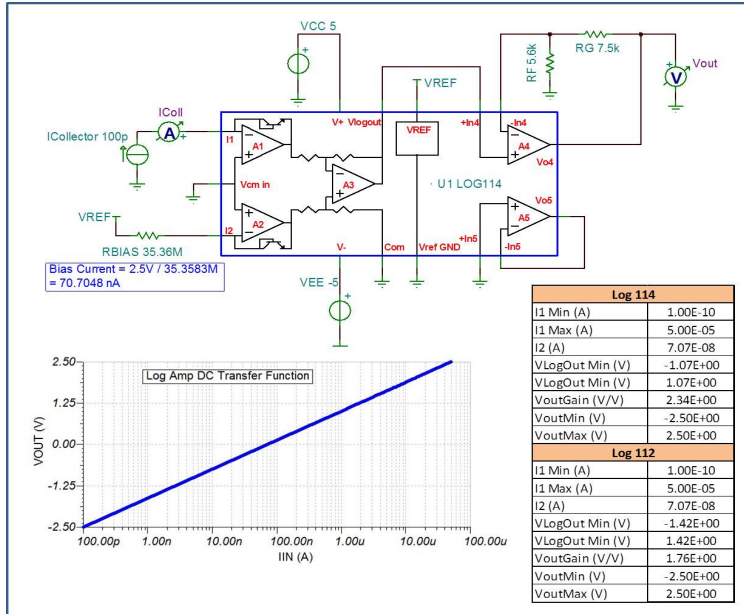 VCC 5
RG 7.5k
RF 5.6k
Vout
V
VREF
IColl
A
ICollector 100p
V+ Vlogout
+In4
-In4
I1
A1
VREF
A4
Vo4
A3
Vcm in
U1 LOG114
Vo5
VREF
A2
+In5
A5
I2
-In5
RBIAS 35.36M
V-
Com
Vref GND
Bias Current = 2.5V / 35.3583M
= 70.7048 nA
VEE -5
Log 114
I1 Min (A) 1.00E-10
I1 Max (A) 5.00E-05
I2 (A) 7.07E-08
VLogOut Min (V) -1.07E+00
VLogOut Min (V) 1.07E+00
VoutGain (V/V) 2.34E+00
VoutMin (V) -2.50E+00
VoutMax (V) 2.50E+00
Log 112
I1 Min (A) 1.00E-10
I1 Max (A) 5.00E-05
I2 (A) 7.07E-08
VLogOut Min (V) -1.42E+00
VLogOut Min (V) 1.42E+00
VoutGain (V/V) 1.76E+00
VoutMin (V) -2.50E+00
VoutMax (V) 2.50E+00
Log Amp DC Transfer Function
2.50
1.25
0.00
-1.25
-2.50
VOUT (V)
100.00p 1.00n 10.00n 100.00n 1.00u 10.00u 100.00u
IIN (A)